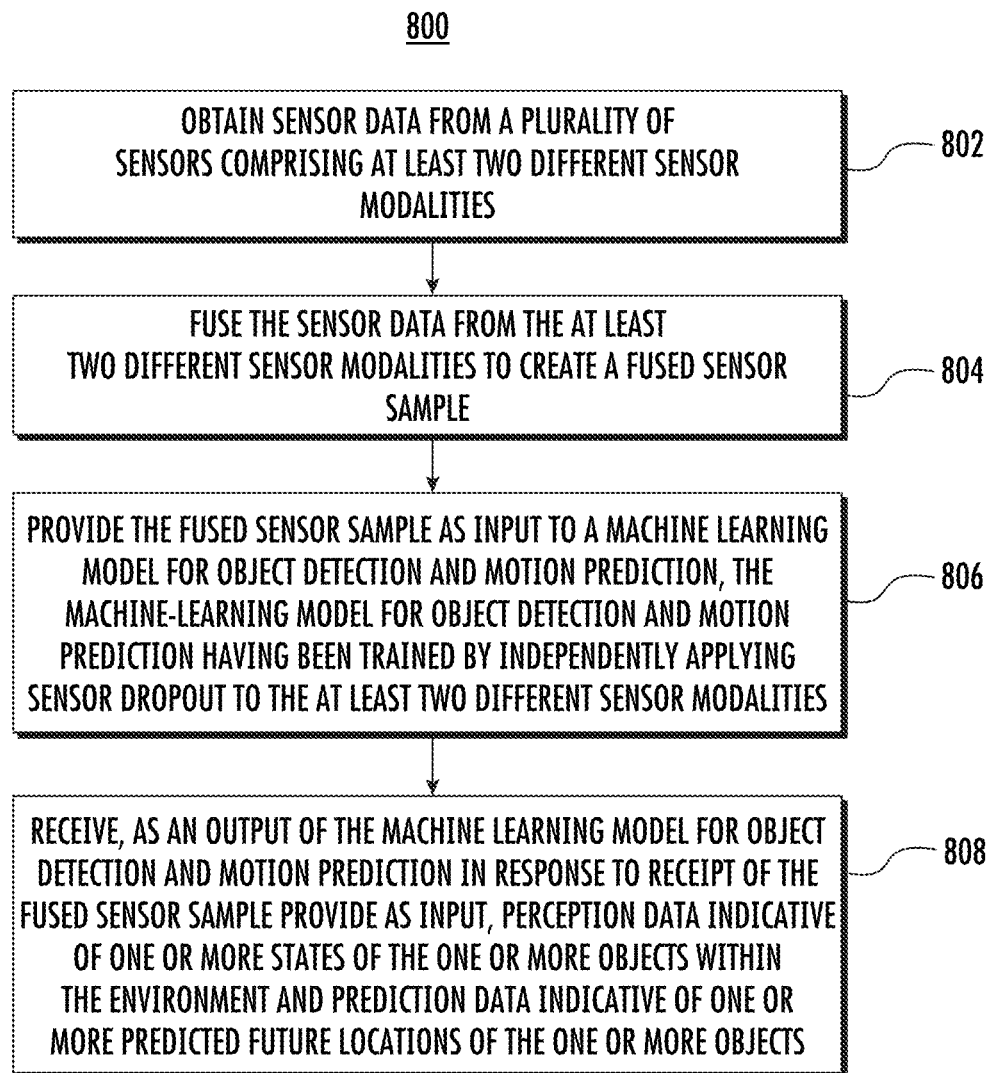 800
OBTAIN SENSOR DATA FROM A PLURALITY OF
SENSORS COMPRISING AT LEAST TWO DIFFERENT SENSOR
MODALITIES
802
FUSE THE SENSOR DATA FROM THE AT LEAST
TWO DIFFERENT SENSOR MODALITIES TO CREATE A FUSED SENSOR
SAMPLE
804
PROVIDE THE FUSED SENSOR SAMPLE AS INPUT TO A MACHINE LEARNING
MODEL FOR OBJECT DETECTION AND MOTION PREDICTION, THE
MACHINE-LEARNING MODEL FOR OBJECT DETECTION AND MOTION
PREDICTION HAVING BEEN TRAINED BY INDEPENDENTLY APPLYING
SENSOR DROPOUT TO THE AT LEAST TWO DIFFERENT SENSOR MODALITIES
806
RECEIVE, AS AN OUTPUT OF THE MACHINE LEARNING MODEL FOR OBJECT
DETECTION AND MOTION PREDICTION IN RESPONSE TO RECEIPT OF THE
FUSED SENSOR SAMPLE PROVIDE AS INPUT, PERCEPTION DATA INDICATIVE
OF ONE OR MORE STATES OF THE ONE OR MORE OBJECTS WITHIN
THE ENVIRONMENT AND PREDICTION DATA INDICATIVE OF ONE OR
MORE PREDICTED FUTURE LOCATIONS OF THE ONE OR MORE OBJECTS
808